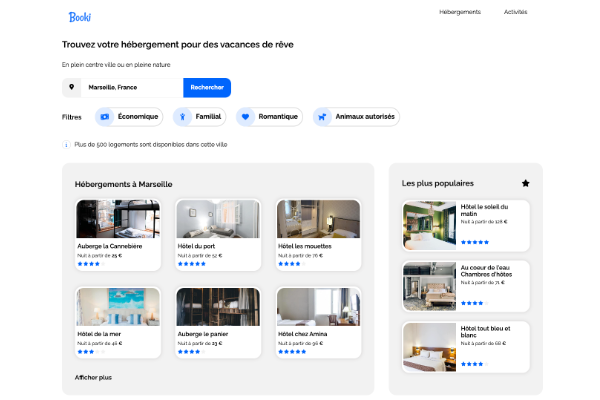 Booki
Hébergements
Activités
Trouvez votre hébergement pour des vacances de rêve
En plein centre ville ou en pleine nature
Marseille, France
Rechercher
Filtres
Économique
Familial
Romantique
Animaux autorisés
Plus de 500 logements sont disponibles dans cette ville
Hébergements à Marseille
Auberge la Cannebière
Nuit à partir de 25 €
Hôtel du port
Nuit à partir de 52 €
Hôtel les mouettes
Nuit à partir de 76 €
Hôtel de la mer
Nuit à partir de 46 €
Auberge le panier
Nuit à partir de 23 €
Hôtel chez Amina
Nuit à partir de 96 €
Afficher plus
Les plus populaires
Hôtel le soleil du
matin
Nuit à partir de 128 €
Au coeur de l'eau
Chambres d'hôtes
Nuit à partir de 71 €
Hôtel tout bleu et
blanc
Nuit à partir de 68 €